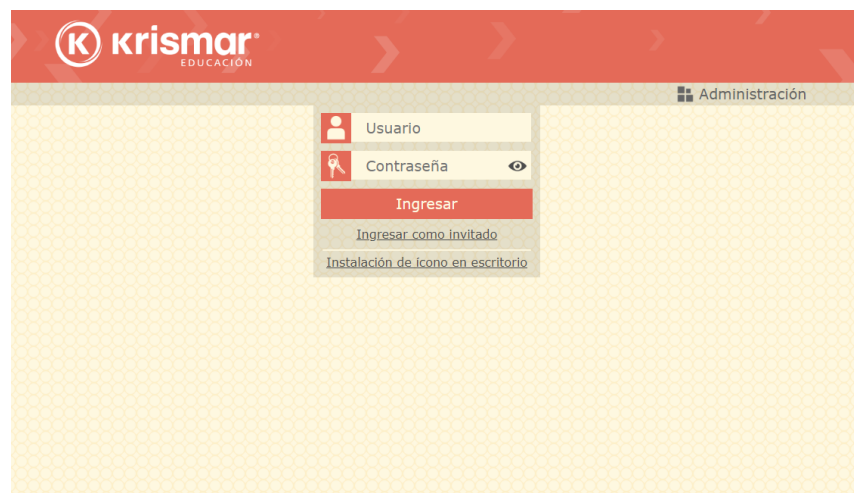 K krismar®
EDUCACIÓN
Administración
Usuario
Contraseña
Ingresar
Ingresar como invitado
Instalación de icono en escritorio